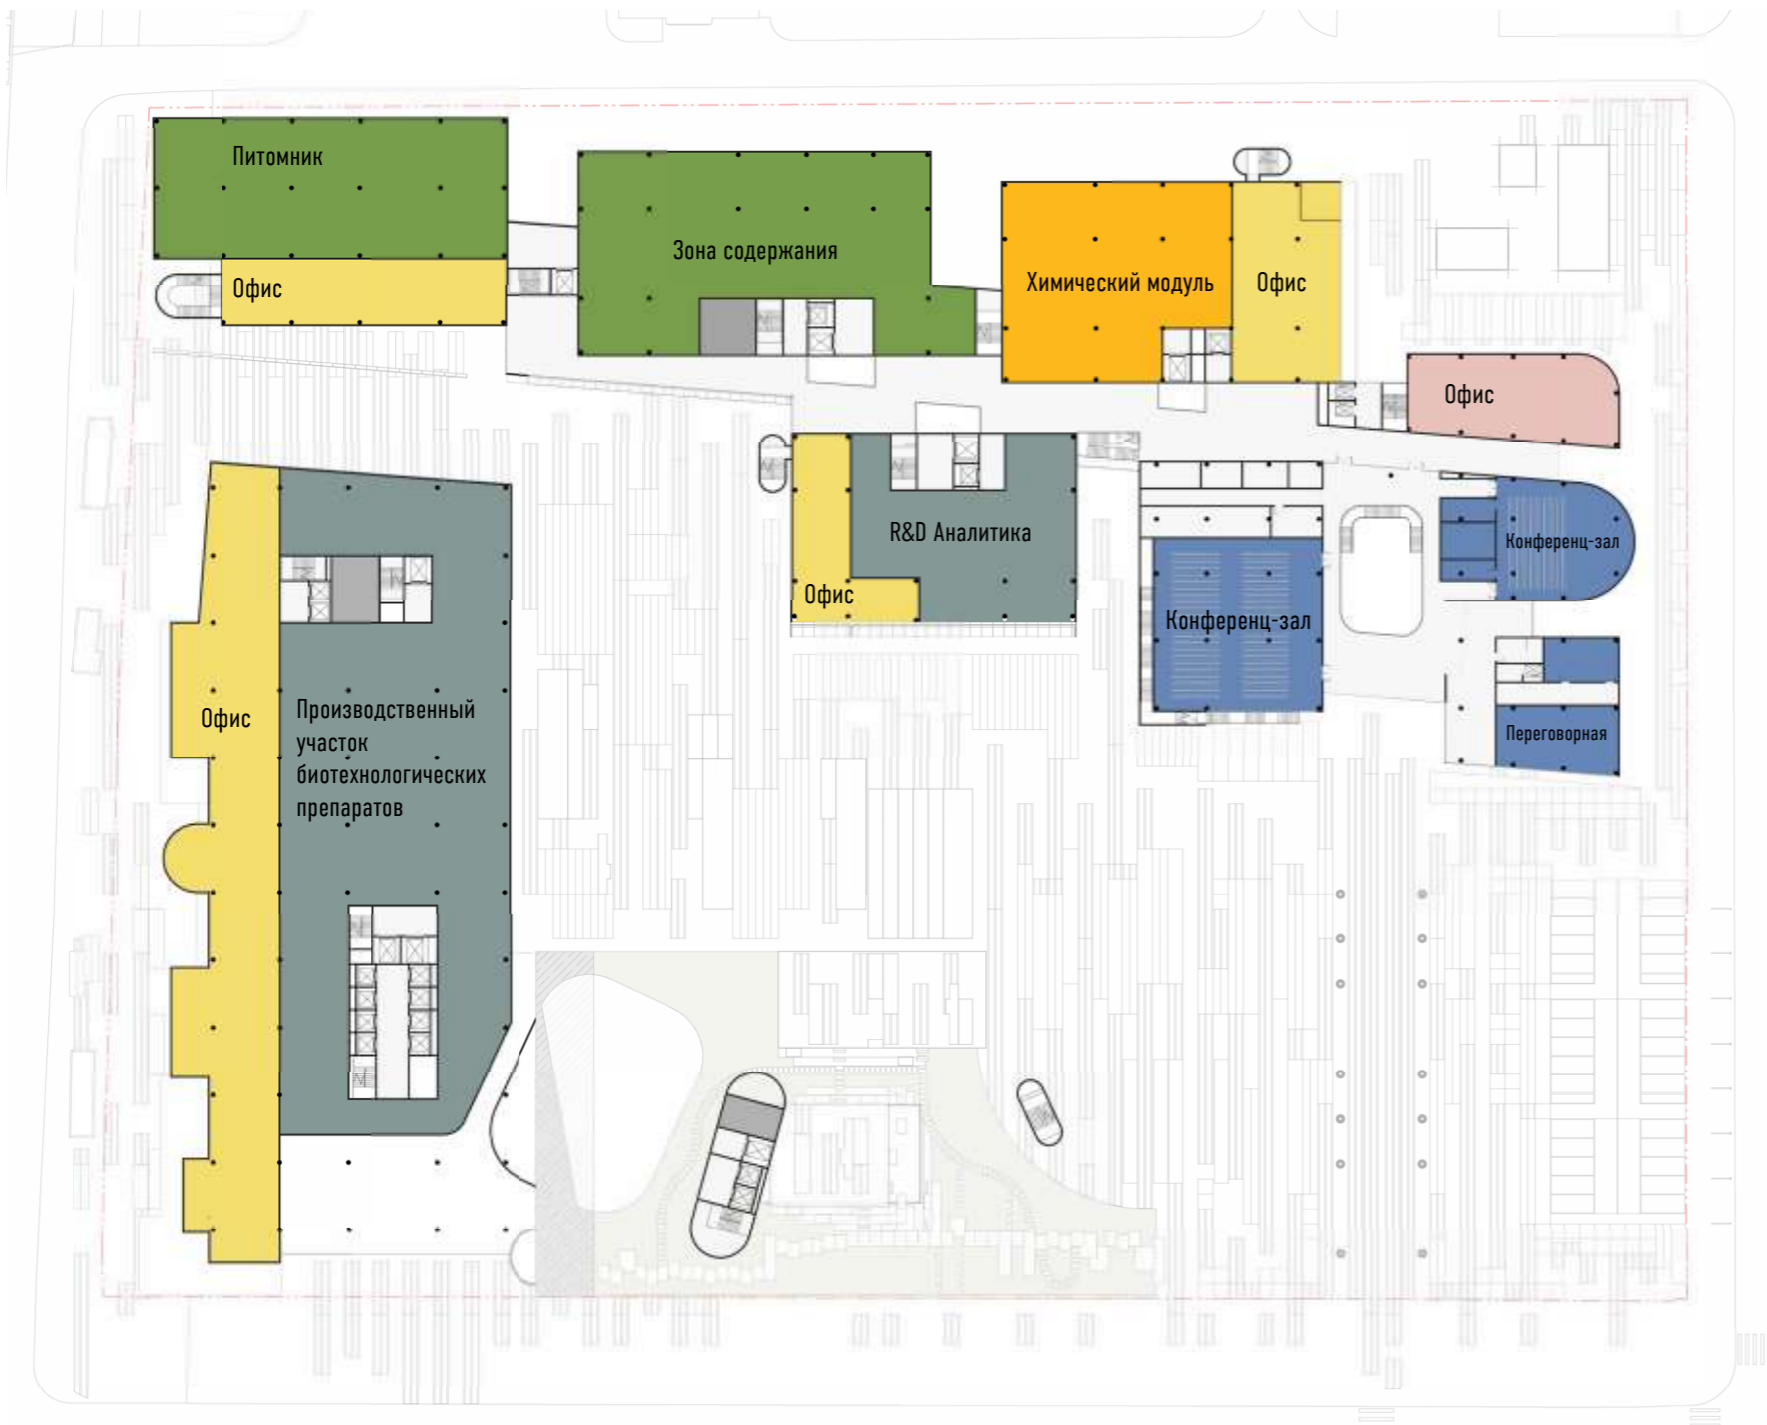 Питомник
Офис
Зона содержания
Химический модуль
Офис
Офис
R&D Аналитика
Офис
Конференц-зал
Конференц-зал
Переговорная
Офис
Производственный
участок
биотехнологических
препаратов